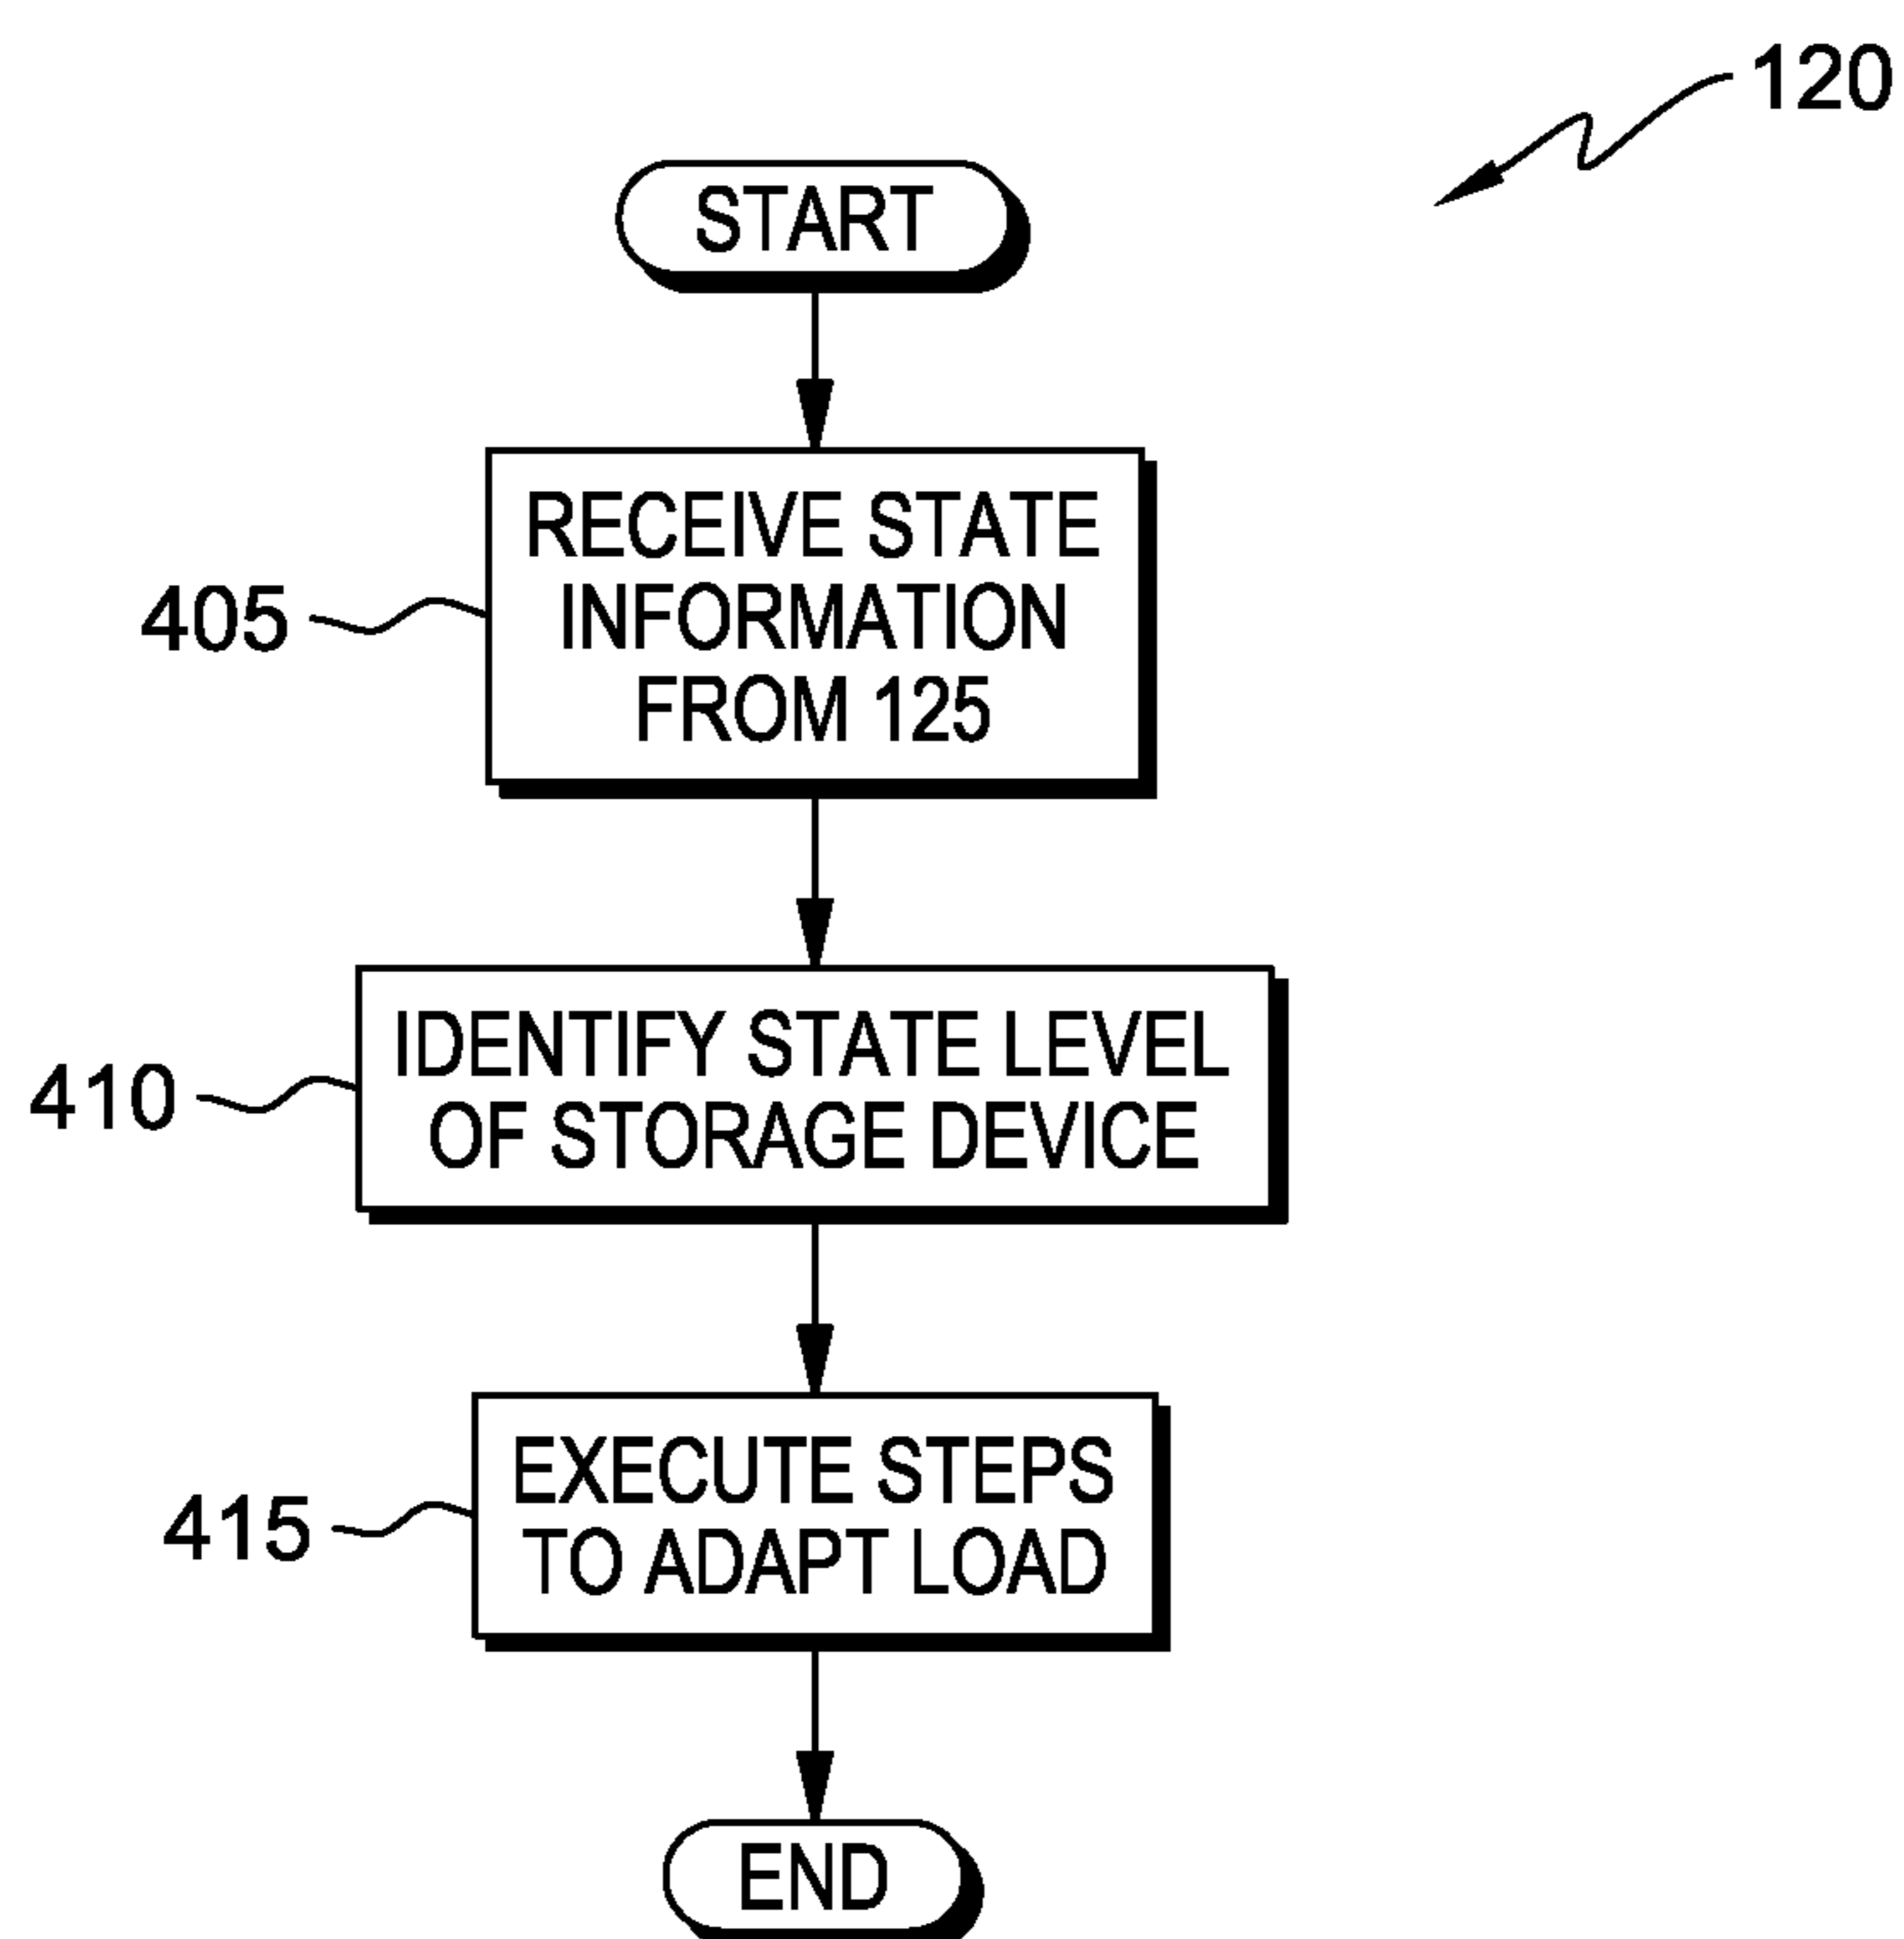 120
START
405
RECEIVE STATE
INFORMATION
FROM 125
410
IDENTIFY STATE LEVEL
OF STORAGE DEVICE
415
EXECUTE STEPS
TO ADAPT LOAD
END